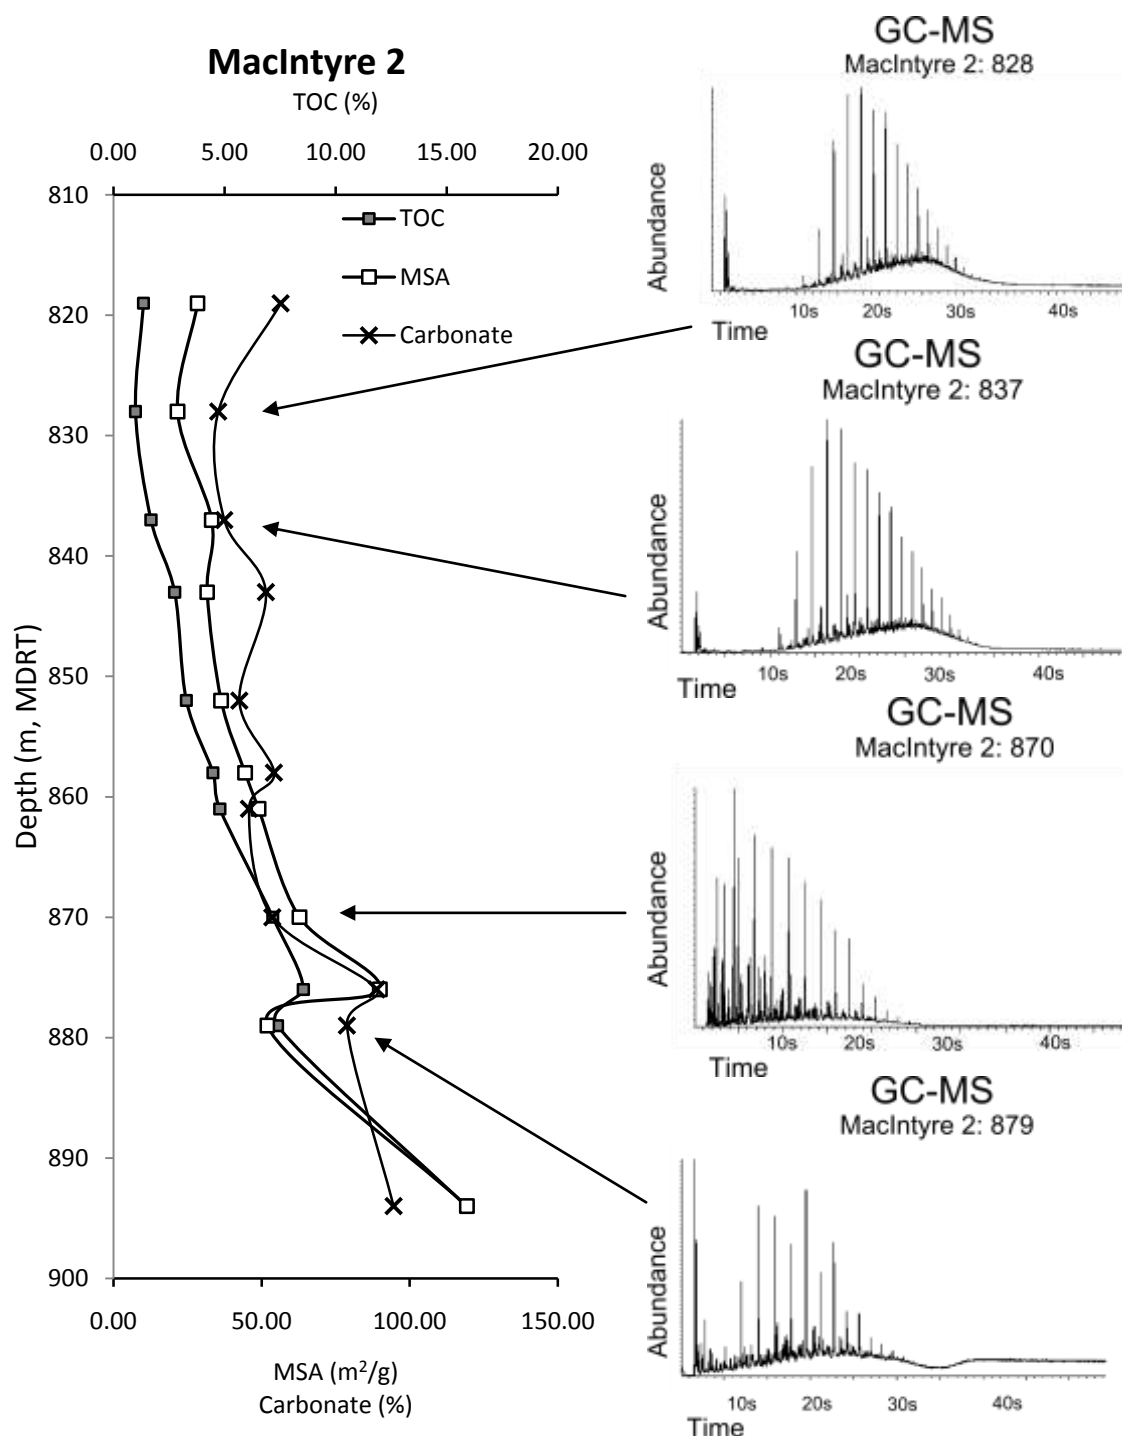 MacIntyre 2
TOC (%)
0.00 5.00 10.00 15.00 20.00
810
820
830
840
850
860
870
880
890
900
Depth (m, MDRT)
TOC
MSA
Carbonate
0.00 50.00 100.00 150.00
MSA (m²/g)
Carbonate (%)
GC-MS
MacIntyre 2: 828
Abundance
10s 20s 30s 40s
Time
GC-MS
MacIntyre 2: 837
Abundance
10s 20s 30s 40s
Time
GC-MS
MacIntyre 2: 870
Abundance
10s 20s 30s 40s
Time
GC-MS
MacIntyre 2: 879
Abundance
10s 20s 30s 40s
Time